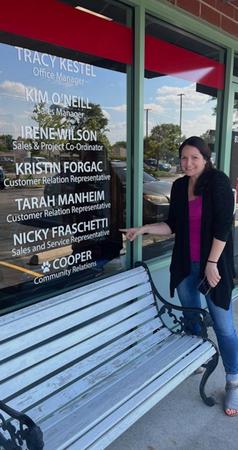 TRACY KESTEL
Office Manager
KIM O'NEILL
Sales Manager
IRENE WILSON
Sales & Project Co-Ordinator
KRISTIN FORGAC
Customer Relation Representative
TARAH MANHEIM
Customer Relation Representative
NICKY FRASCHETTI
Sales and Service Representative
COOPER
Community Relations